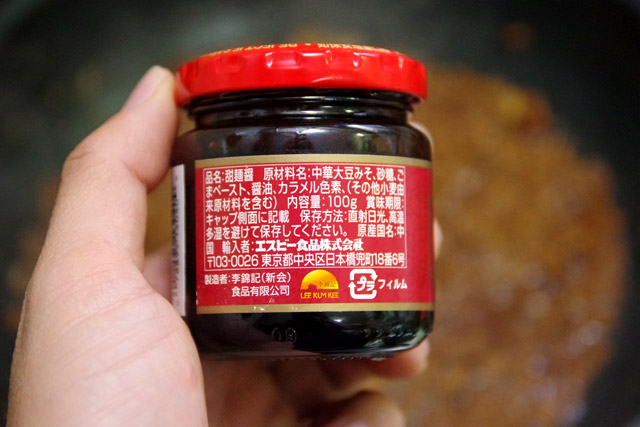 品名:甜麺醤 原材料名:中華大豆みそ、砂糖、ご
まペースト、醤油、カラメル色素、(その他小麦由
来原材料を含む) 内容量:100g 賞味期限:
キャップ側面に記載 保存方法:直射日光、高温
多湿を避けて保存してください。 原産国名:中
国 輸入者:エスビー食品株式会社
〒103-0026 東京都中央区日本橋兜町18番6号
製造者:李錦記(新会)
食品有限公司
LEE KUM KEE
プラ フィルム